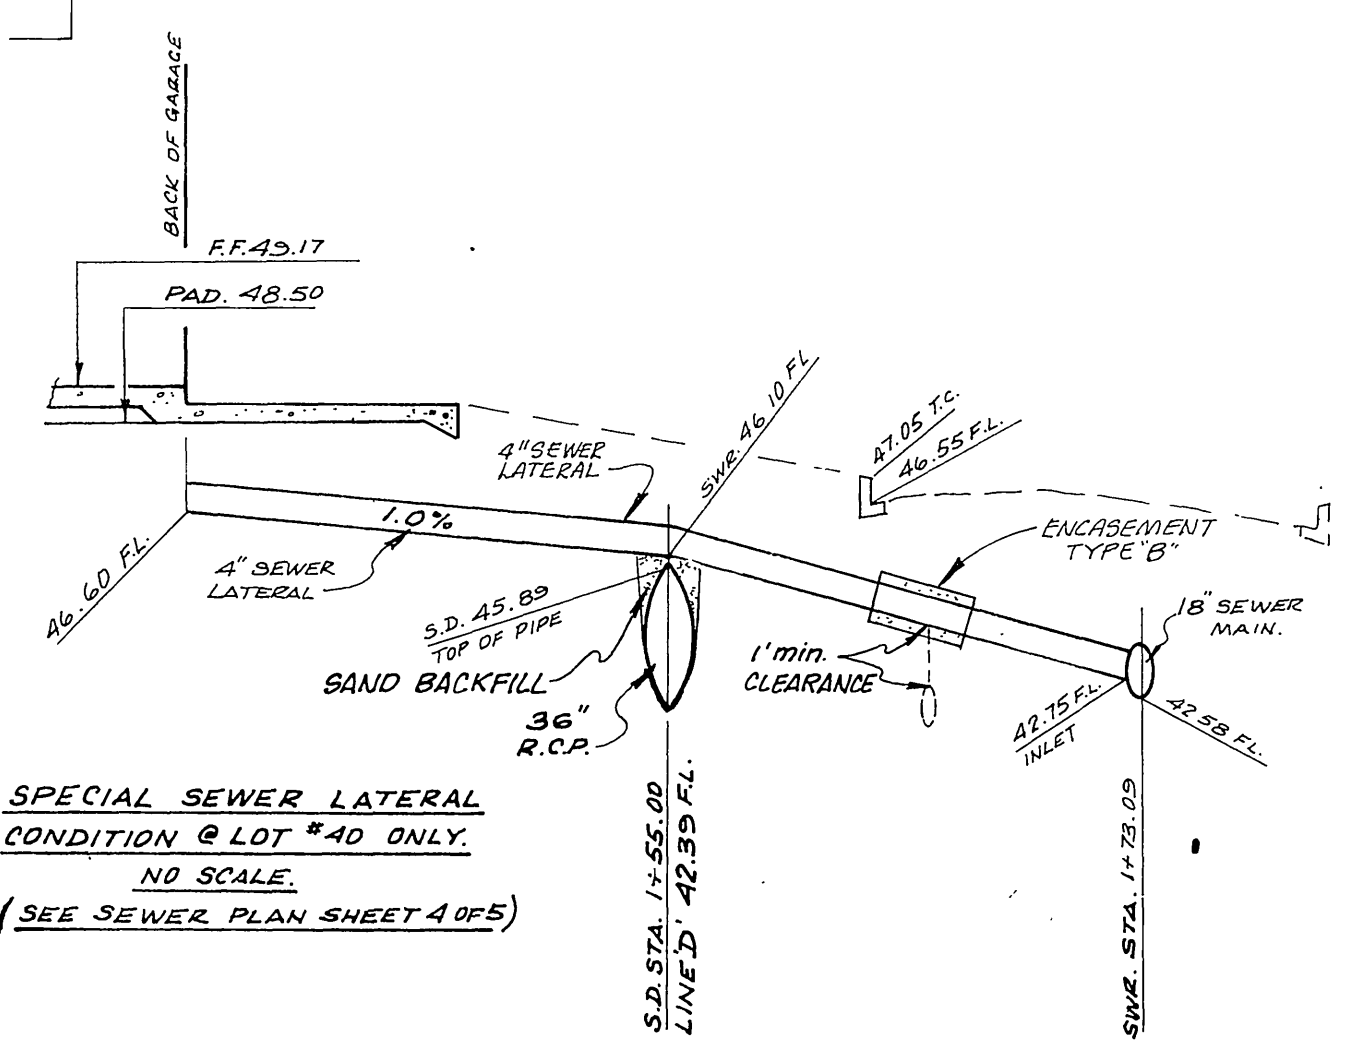 BACK OF GARAGE
F.F. 49.17
PAD. 48.50
4" SEWER
LATERAL
SWR. 46.10 FL
47.05 T.C.
46.55 F.L.
1.0%
ENCASEMENT
TYPE "B"
46.60 F.L.
4" SEWER
LATERAL
S.D. 45.89
TOP OF PIPE
18" SEWER
MAIN.
1' min.
CLEARANCE
SAND BACKFILL
36"
R.C.P.
42.75 F.L.
INLET
42.58 FL.
SPECIAL SEWER LATERAL
CONDITION @ LOT #40 ONLY.
NO SCALE.
(SEE SEWER PLAN SHEET 4 OF 5)
S.D. STA. 1+55.00
LINE 'D' 42.39 F.L.
SWR. STA. 1+73.09